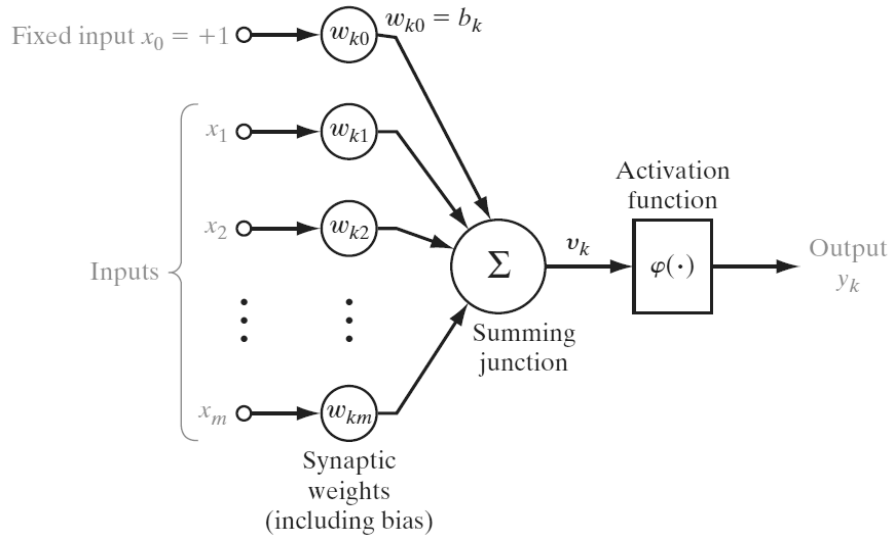 Fixed input x₀ = +1
wₖ₀
wₖ₀ = bₖ
x₁
wₖ₁
x₂
wₖ₂
Inputs
⋮
⋮
xₘ
wₖₘ
Σ
Summing
junction
vₖ
Activation
function
φ(·)
Output
yₖ
Synaptic
weights
(including bias)